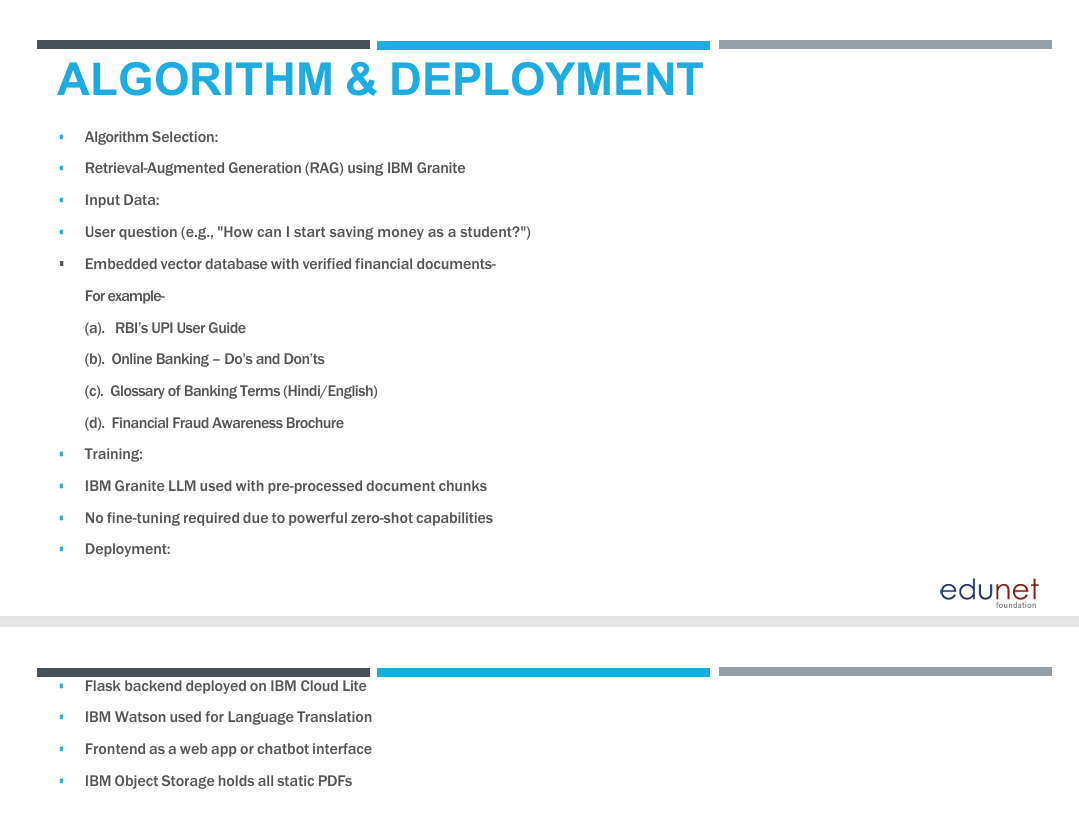 ALGORITHM & DEPLOYMENT
▪ Algorithm Selection:
▪ Retrieval-Augmented Generation (RAG) using IBM Granite
▪ Input Data:
▪ User question (e.g., "How can I start saving money as a student?")
▪ Embedded vector database with verified financial documents-
For example-
(a). RBI’s UPI User Guide
(b). Online Banking – Do’s and Don’ts
(c). Glossary of Banking Terms (Hindi/English)
(d). Financial Fraud Awareness Brochure
▪ Training:
▪ IBM Granite LLM used with pre-processed document chunks
▪ No fine-tuning required due to powerful zero-shot capabilities
▪ Deployment:
edunet
foundation
▪ Flask backend deployed on IBM Cloud Lite
▪ IBM Watson used for Language Translation
▪ Frontend as a web app or chatbot interface
▪ IBM Object Storage holds all static PDFs